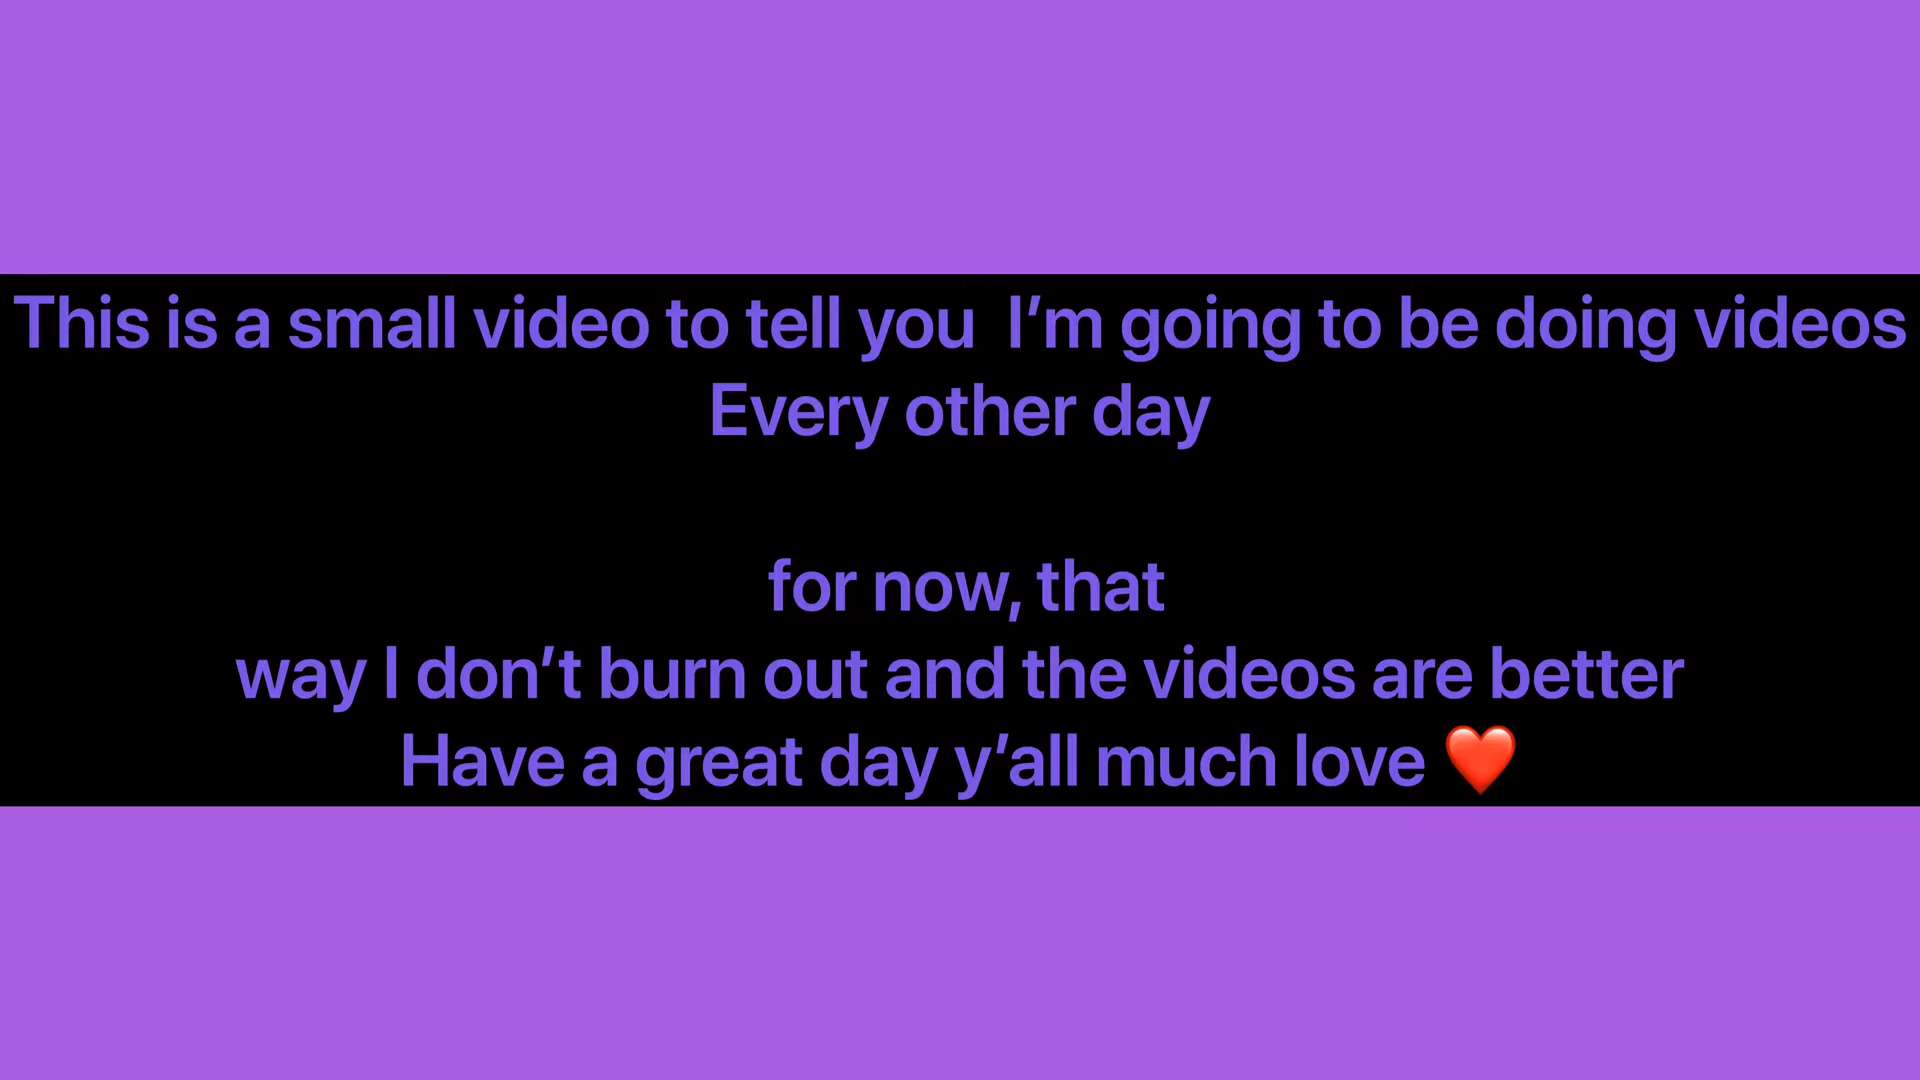 This is a small video to tell you  I’m going to be doing videos
Every other day
for now, that
way I don’t burn out and the videos are better
Have a great day y’all much love ❤️